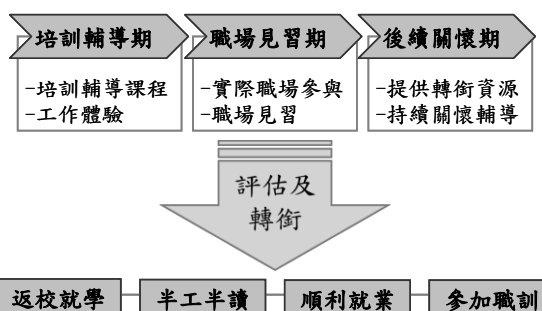 培訓輔導期
職場見習期
後續關懷期
-培訓輔導課程
-工作體驗
-實際職場參與
-職場見習
-提供轉銜資源
-持續關懷輔導
評估及
轉銜
返校就學
半工半讀
順利就業
參加職訓